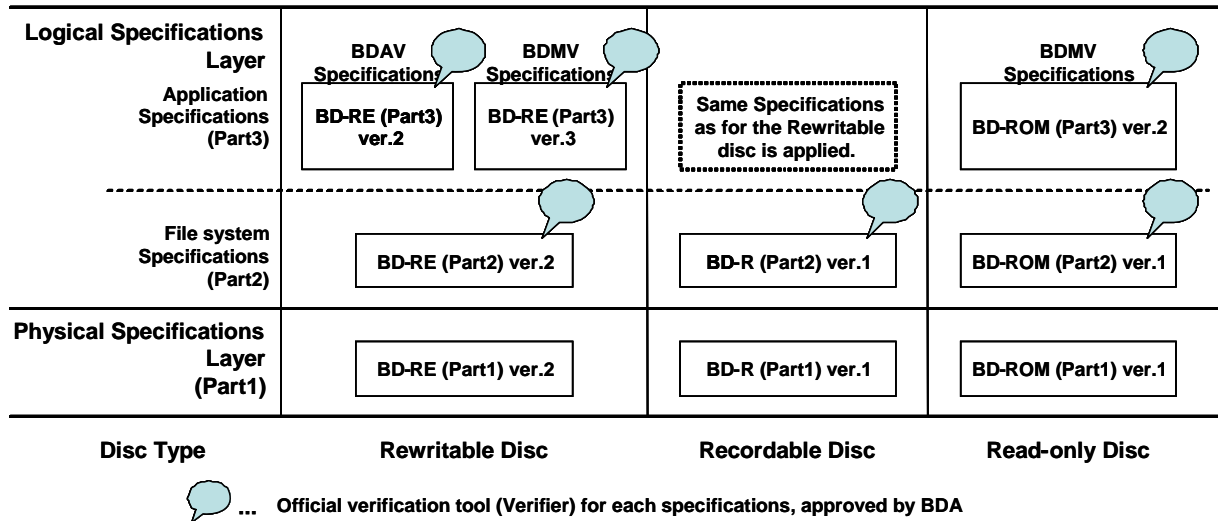 Logical Specifications
Layer
Application
Specifications
(Part3)
BDAV
Specifications
BD-RE (Part3)
ver.2
BDMV
Specifications
BD-RE (Part3)
ver.3
Same Specifications
as for the Rewritable
disc is applied.
BDMV
Specifications
BD-ROM (Part3) ver.2
File system
Specifications
(Part2)
BD-RE (Part2) ver.2
BD-R (Part2) ver.1
BD-ROM (Part2) ver.1
Physical Specifications
Layer
(Part1)
BD-RE (Part1) ver.2
BD-R (Part1) ver.1
BD-ROM (Part1) ver.1
Disc Type
Rewritable Disc
Recordable Disc
Read-only Disc
... Official verification tool (Verifier) for each specifications, approved by BDA